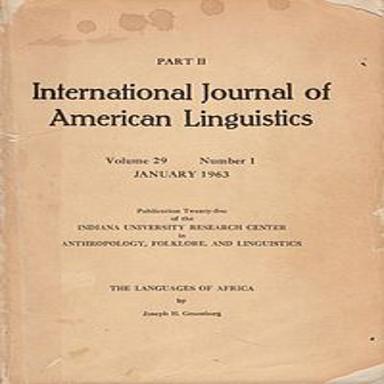 PART II
International Journal of
American Linguistics
Volume 29 Number 1
JANUARY 1963
Publication Twenty-five
of the
INDIANA UNIVERSITY RESEARCH CENTER
in
ANTHROPOLOGY, FOLKLORE, AND LINGUISTICS
THE LANGUAGES OF AFRICA
by
Joseph H. Greenberg